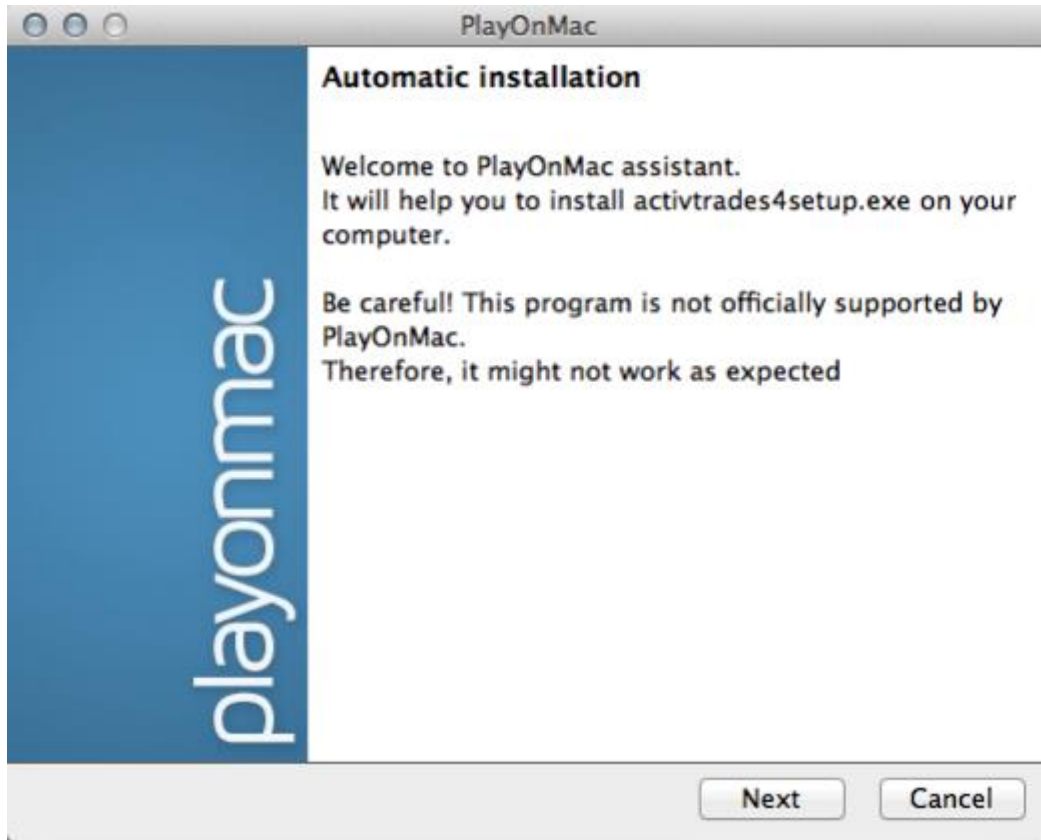 PlayOnMac
Automatic installation
Welcome to PlayOnMac assistant.
It will help you to install activtrades4setup.exe on your
computer.
Be careful! This program is not officially supported by
PlayOnMac.
Therefore, it might not work as expected
playonmac
Next
Cancel